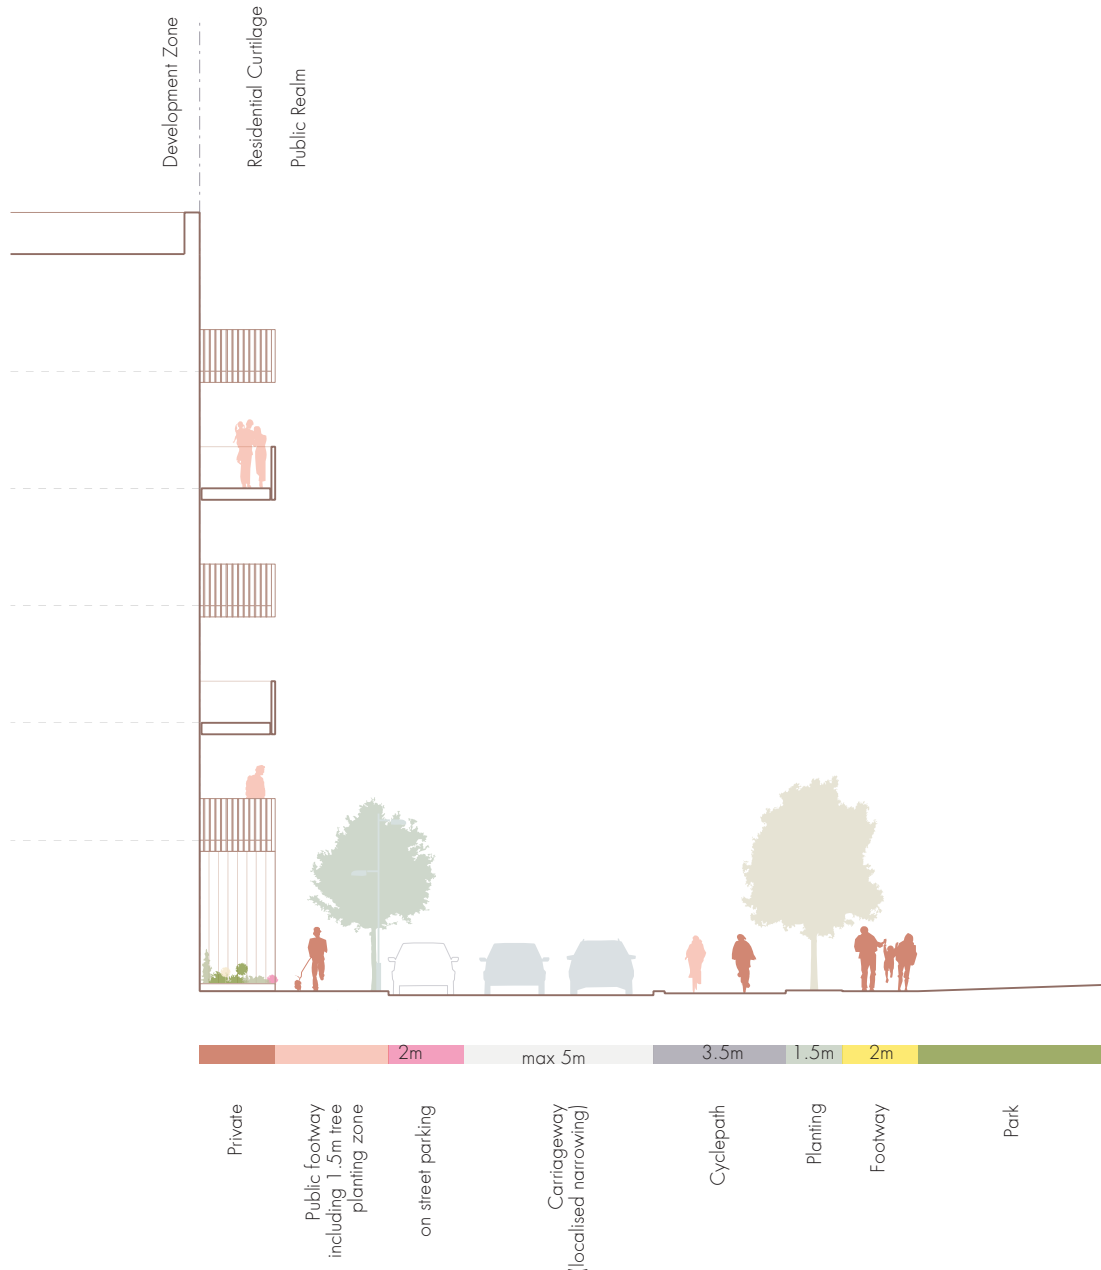 Development Zone
Residential Curtilage
Public Realm
2m
max 5m
3.5m
1.5m
2m
Private
Public footway
including 1.5m tree
planting zone
on street parking
Carriageway
(localised narrowing)
Cyclepath
Planting
Footway
Park